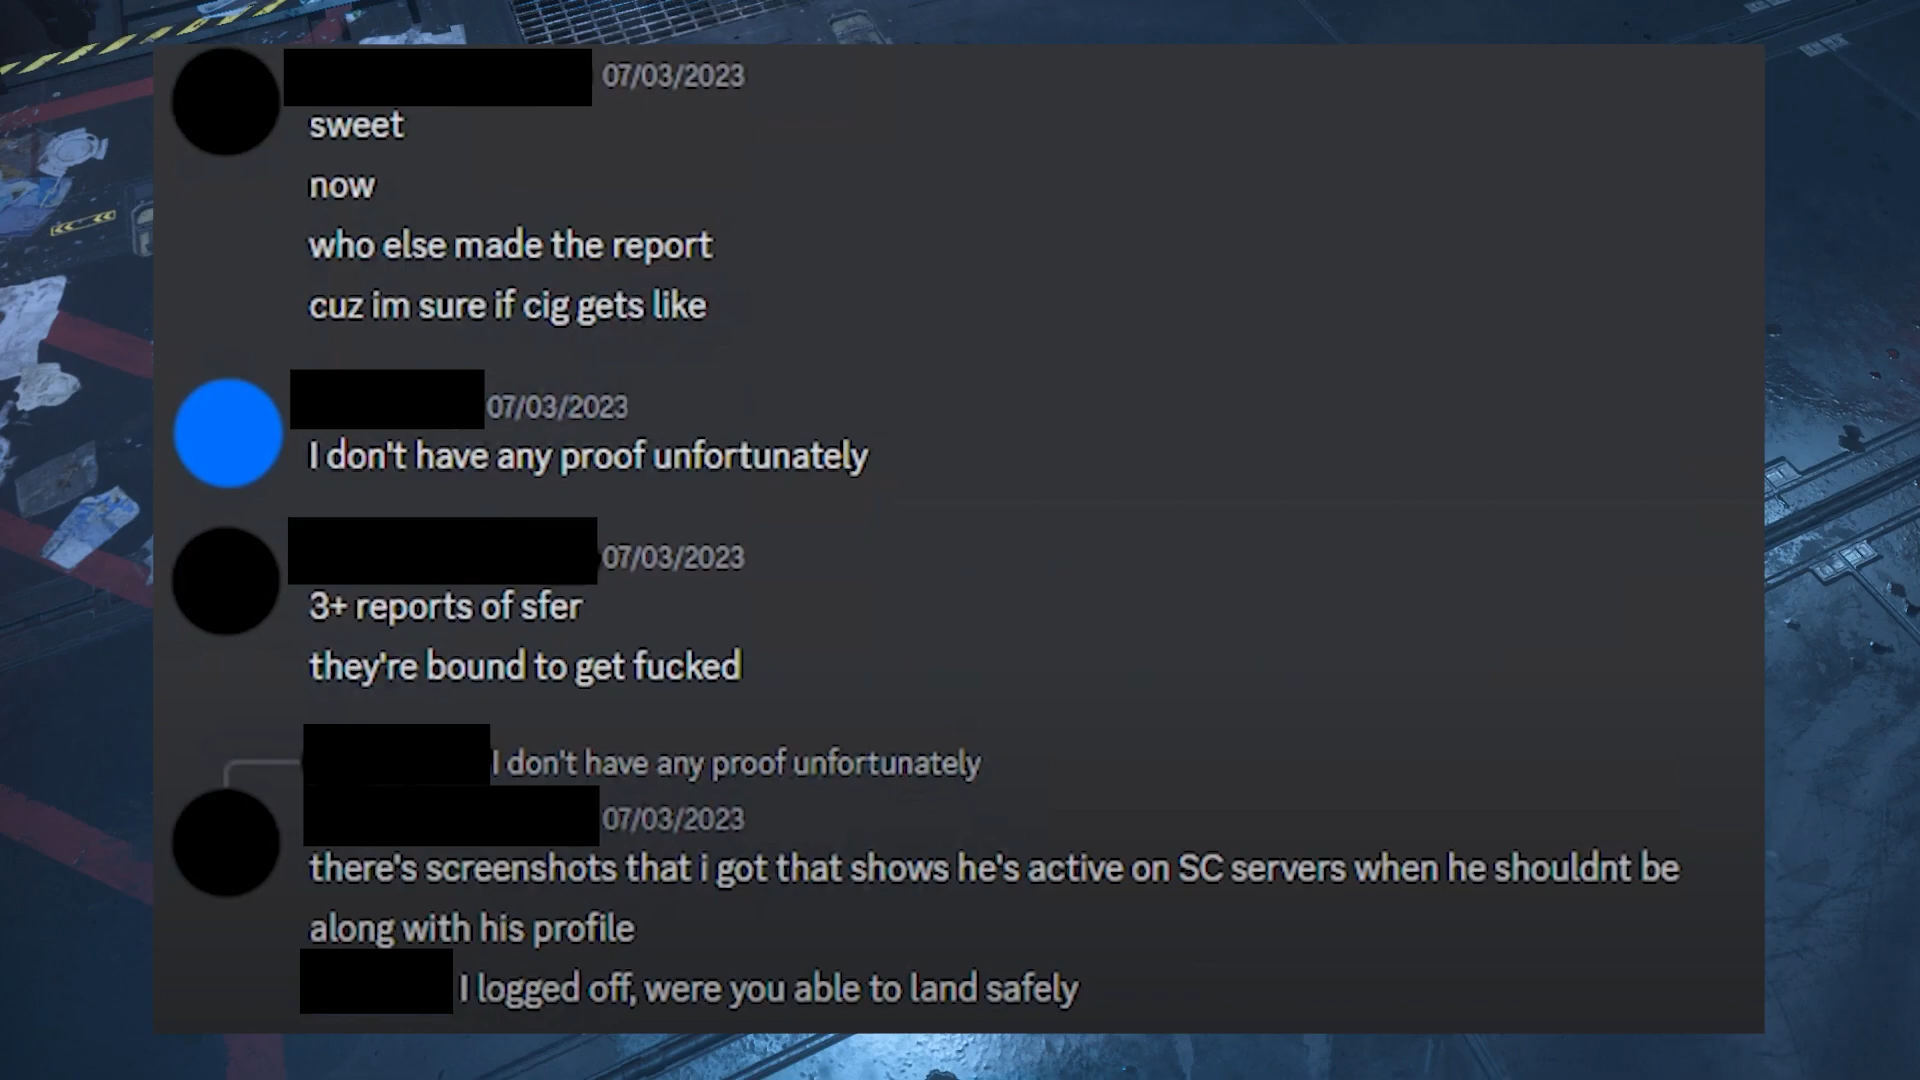 07/03/2023
sweet
now
who else made the report
cuz im sure if cig gets like
07/03/2023
I don't have any proof unfortunately
07/03/2023
3+ reports of sfer
they're bound to get fucked
I don't have any proof unfortunately
07/03/2023
there's screenshots that i got that shows he's active on SC servers when he shouldnt be
along with his profile
I logged off, were you able to land safely